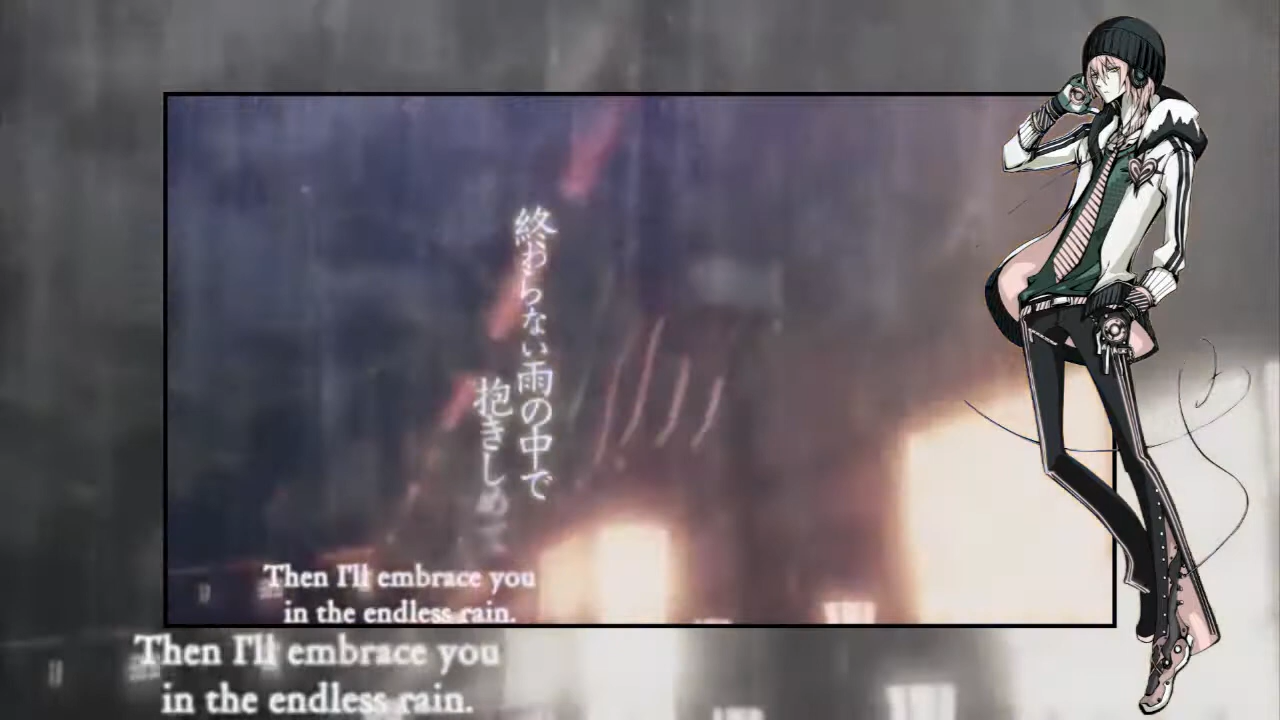 終わらない雨の中で
抱きしめて
Then I'll embrace you
in the endless rain.
Then I'll embrace you
in the endless rain.